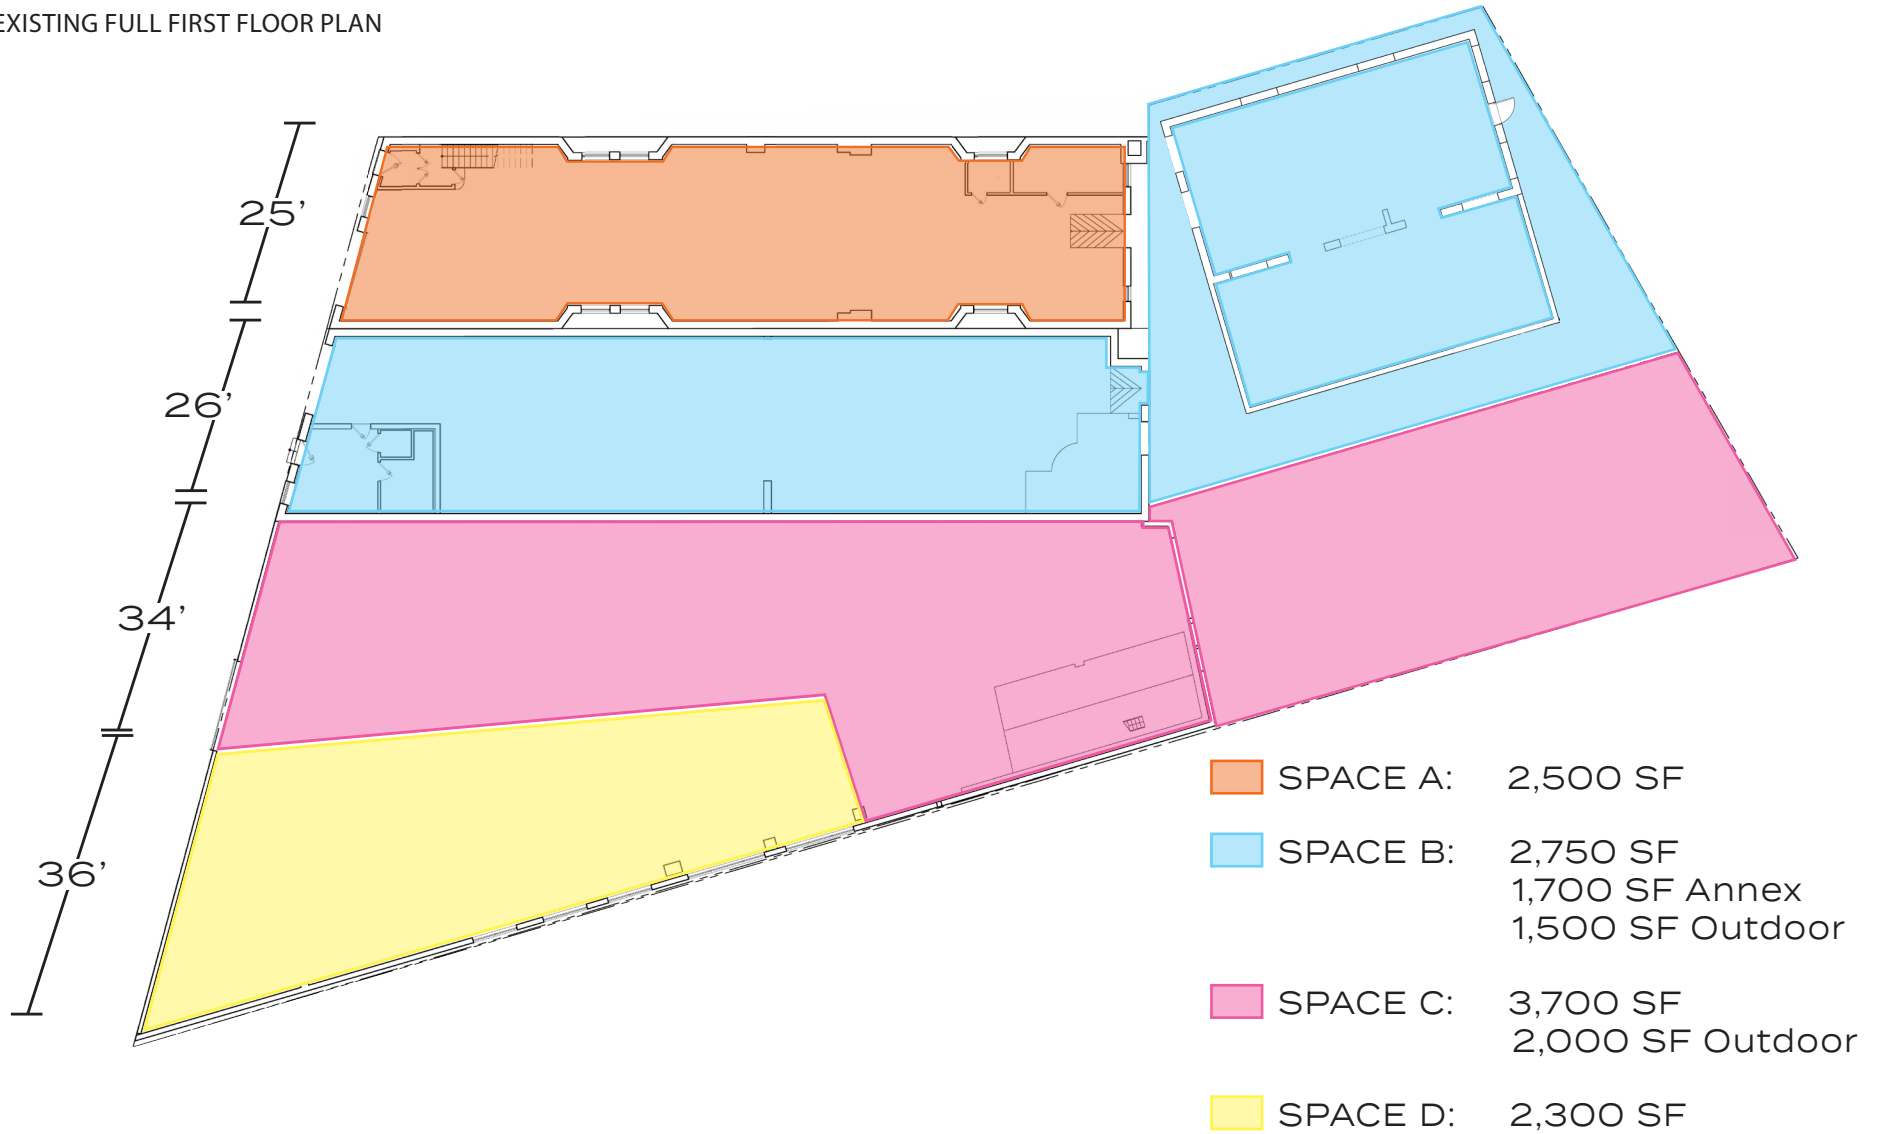 EXISTING FULL FIRST FLOOR PLAN
25’
26’
34’
36’
SPACE A: 2,500 SF
SPACE B: 2,750 SF
1,700 SF Annex
1,500 SF Outdoor
SPACE C: 3,700 SF
2,000 SF Outdoor
SPACE D: 2,300 SF